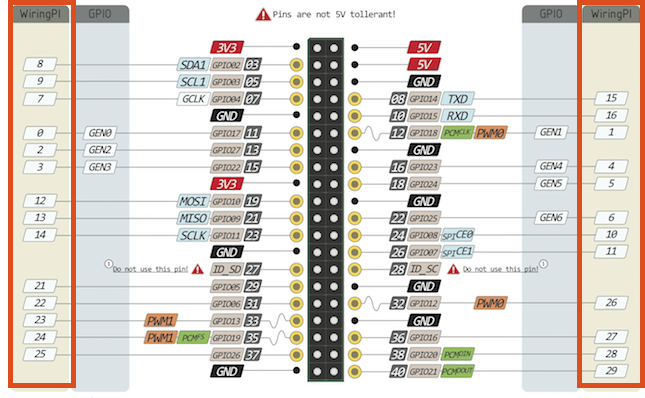 WiringPI GPIO Pins are not 5V tollerant! GPIO WiringPI
3V3 5V
8 SDA1 GPIO02 03 5V
9 SCL1 GPIO03 05 GND
7 GCLK GPIO04 07 08 GPIO14 TXD 15
GND 10 GPIO15 RXD 16
0 GEN0 GPIO17 11 12 GPIO18 PCMCLK PWM0 GEN1 1
2 GEN2 GPIO27 13 GND
3 GEN3 GPIO22 15 16 GPIO23 GEN4 4
3V3 18 GPIO24 GEN5 5
12 MOSI GPIO10 19 GND
13 MISO GPIO09 21 22 GPIO25 GEN6 6
14 SCLK GPIO11 23 24 GPIO08 SPICE0 10
GND 26 GPIO07 SPICE1 11
Do not use this pin! ID_SD 27 28 ID_SC Do not use this pin!
21 GPIO05 29 GND
22 GPIO06 31 32 GPIO12 PWM0 26
23 PWM1 GPIO13 33 GND
24 PWM1 PCMFS GPIO19 35 36 GPIO16 27
25 GPIO26 37 38 GPIO20 PCMDIN 28
GND 40 GPIO21 PCMDOUT 29